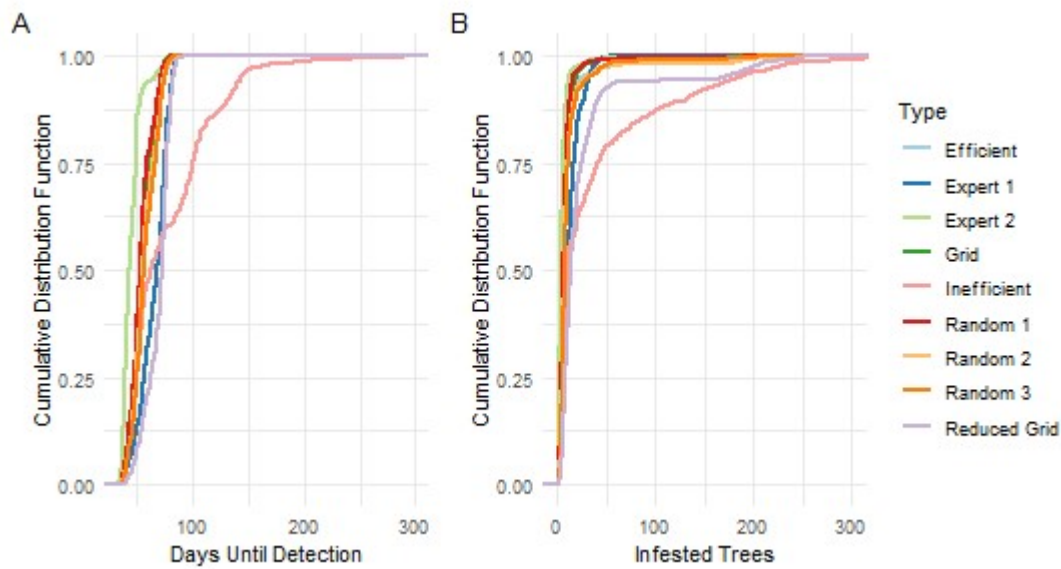 A
B
Cumulative Distribution Function
1.00
0.75
0.50
0.25
0.00
100
200
300
Days Until Detection
Cumulative Distribution Function
1.00
0.75
0.50
0.25
0.00
0
100
200
300
Infested Trees
Type
Efficient
Expert 1
Expert 2
Grid
Inefficient
Random 1
Random 2
Random 3
Reduced Grid